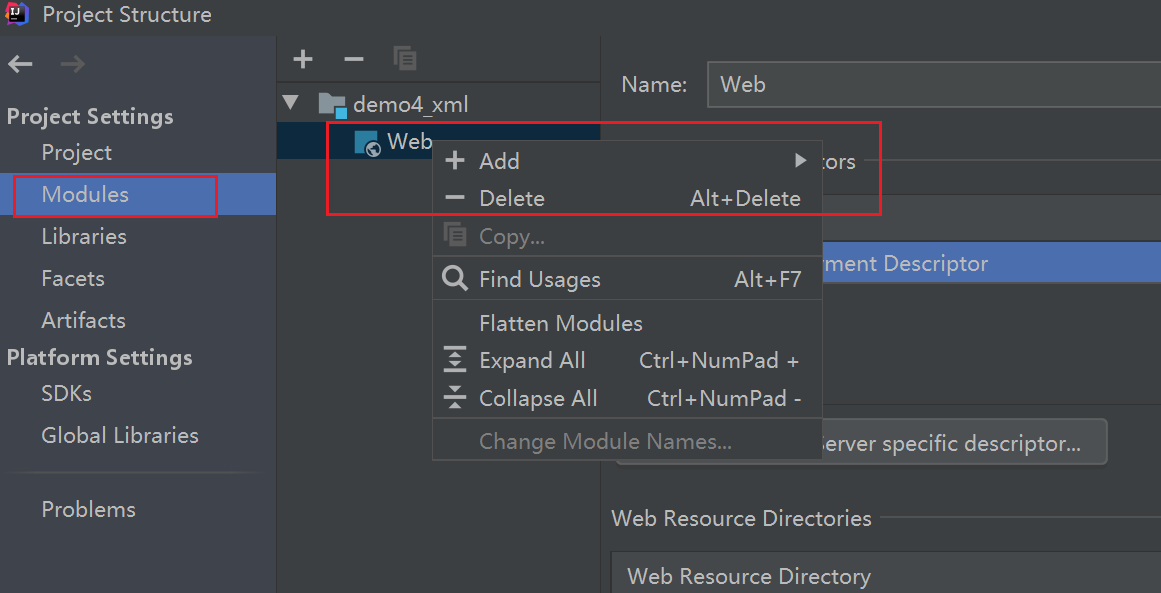 Project Structure
Project Settings
Project
Modules
Libraries
Facets
Artifacts
Platform Settings
SDKs
Global Libraries
Problems
demo4_xml
Web
Add
Delete Alt+Delete
Copy...
Find Usages Alt+F7
Flatten Modules
Expand All Ctrl+NumPad +
Collapse All Ctrl+NumPad -
Change Module Names...
Name: Web
tors
ment Descriptor
Server specific descriptor...
Web Resource Directories
Web Resource Directory